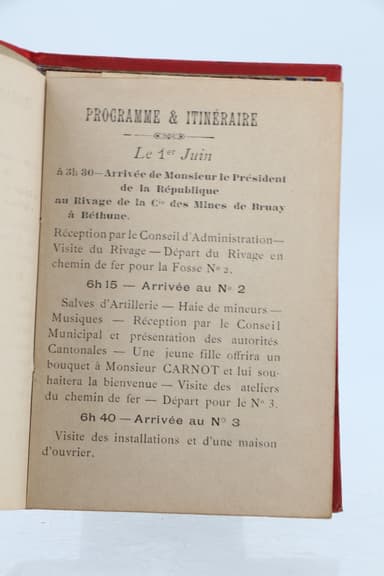 PROGRAMME & ITINÉRAIRE
Le 1er Juin
à 3h 30—Arrivée de Monsieur le Président
de la République
au Rivage de la Cie des Mines de Bruay
à Béthune.
Réception par le Conseil d'Administration—
Visite du Rivage — Départ du Rivage en
chemin de fer pour la Fosse No 2.
6h 15 — Arrivée au No 2
Salves d'Artillerie — Haie de mineurs —
Musiques — Réception par le Conseil
Municipal et présentation des autorités
Cantonales — Une jeune fille offrira un
bouquet à Monsieur CARNOT et lui sou-
haitera la bienvenue — Visite des ateliers
du chemin de fer — Départ pour le No 3.
6h 40 — Arrivée au No 3
Visite des installations et d'une maison
d'ouvrier.